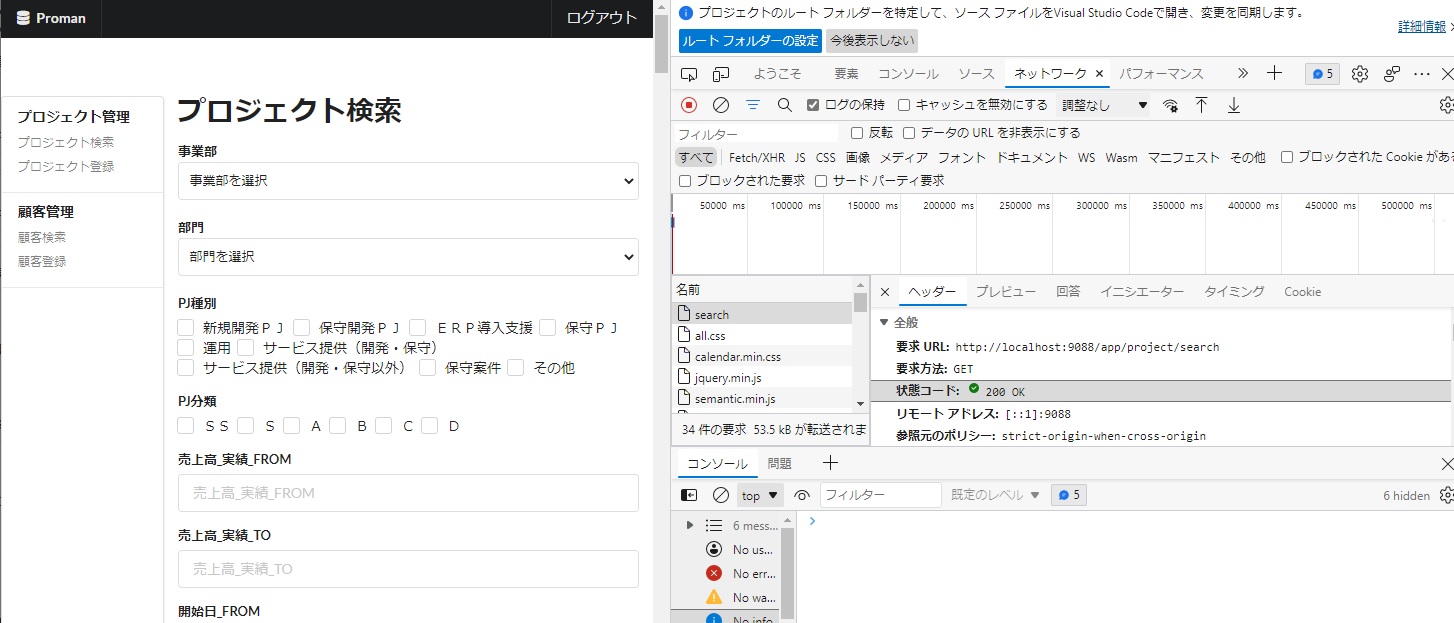 Proman
ログアウト
プロジェクト管理
プロジェクト検索
プロジェクト登録
顧客管理
顧客検索
顧客登録
プロジェクト検索
事業部
事業部を選択
部門
部門を選択
PJ種別
新規開発ＰＪ 保守開発ＰＪ ＥＲＰ導入支援 保守ＰＪ
運用 サービス提供（開発・保守）
サービス提供（開発・保守以外） 保守案件 その他
PJ分類
ＳＳ Ｓ Ａ Ｂ Ｃ Ｄ
売上高_実績_FROM
売上高_実績_FROM
売上高_実績_TO
売上高_実績_TO
開始日_FROM
プロジェクトのルート フォルダーを特定して、ソース ファイルをVisual Studio Codeで開き、変更を同期します。
詳細情報
ルート フォルダーの設定 今後表示しない
ようこそ 要素 コンソール ソース ネットワーク パフォーマンス 5
ログの保持 キャッシュを無効にする 調整なし
フィルター 反転 データの URL を非表示にする
すべて Fetch/XHR JS CSS 画像 メディア フォント ドキュメント WS Wasm マニフェスト その他 ブロックされた Cookie があ
ブロックされた要求 サード パーティ要求
50000 ms 100000 ms 150000 ms 200000 ms 250000 ms 300000 ms 350000 ms 400000 ms 450000 ms 500000 ms
名前
search
all.css
calendar.min.css
jquery.min.js
semantic.min.js
34 件の要求 53.5 kB が転送されま
ヘッダー プレビュー 回答 イニシエーター タイミング Cookie
全般
要求 URL: http://localhost:9088/app/project/search
要求方法: GET
状態コード: 200 OK
リモート アドレス: [::1]:9088
参照元のポリシー: strict-origin-when-cross-origin
コンソール 問題
top フィルター 既定のレベル 5 6 hidden
6 mess...
No us...
No err...
No wa...
No info